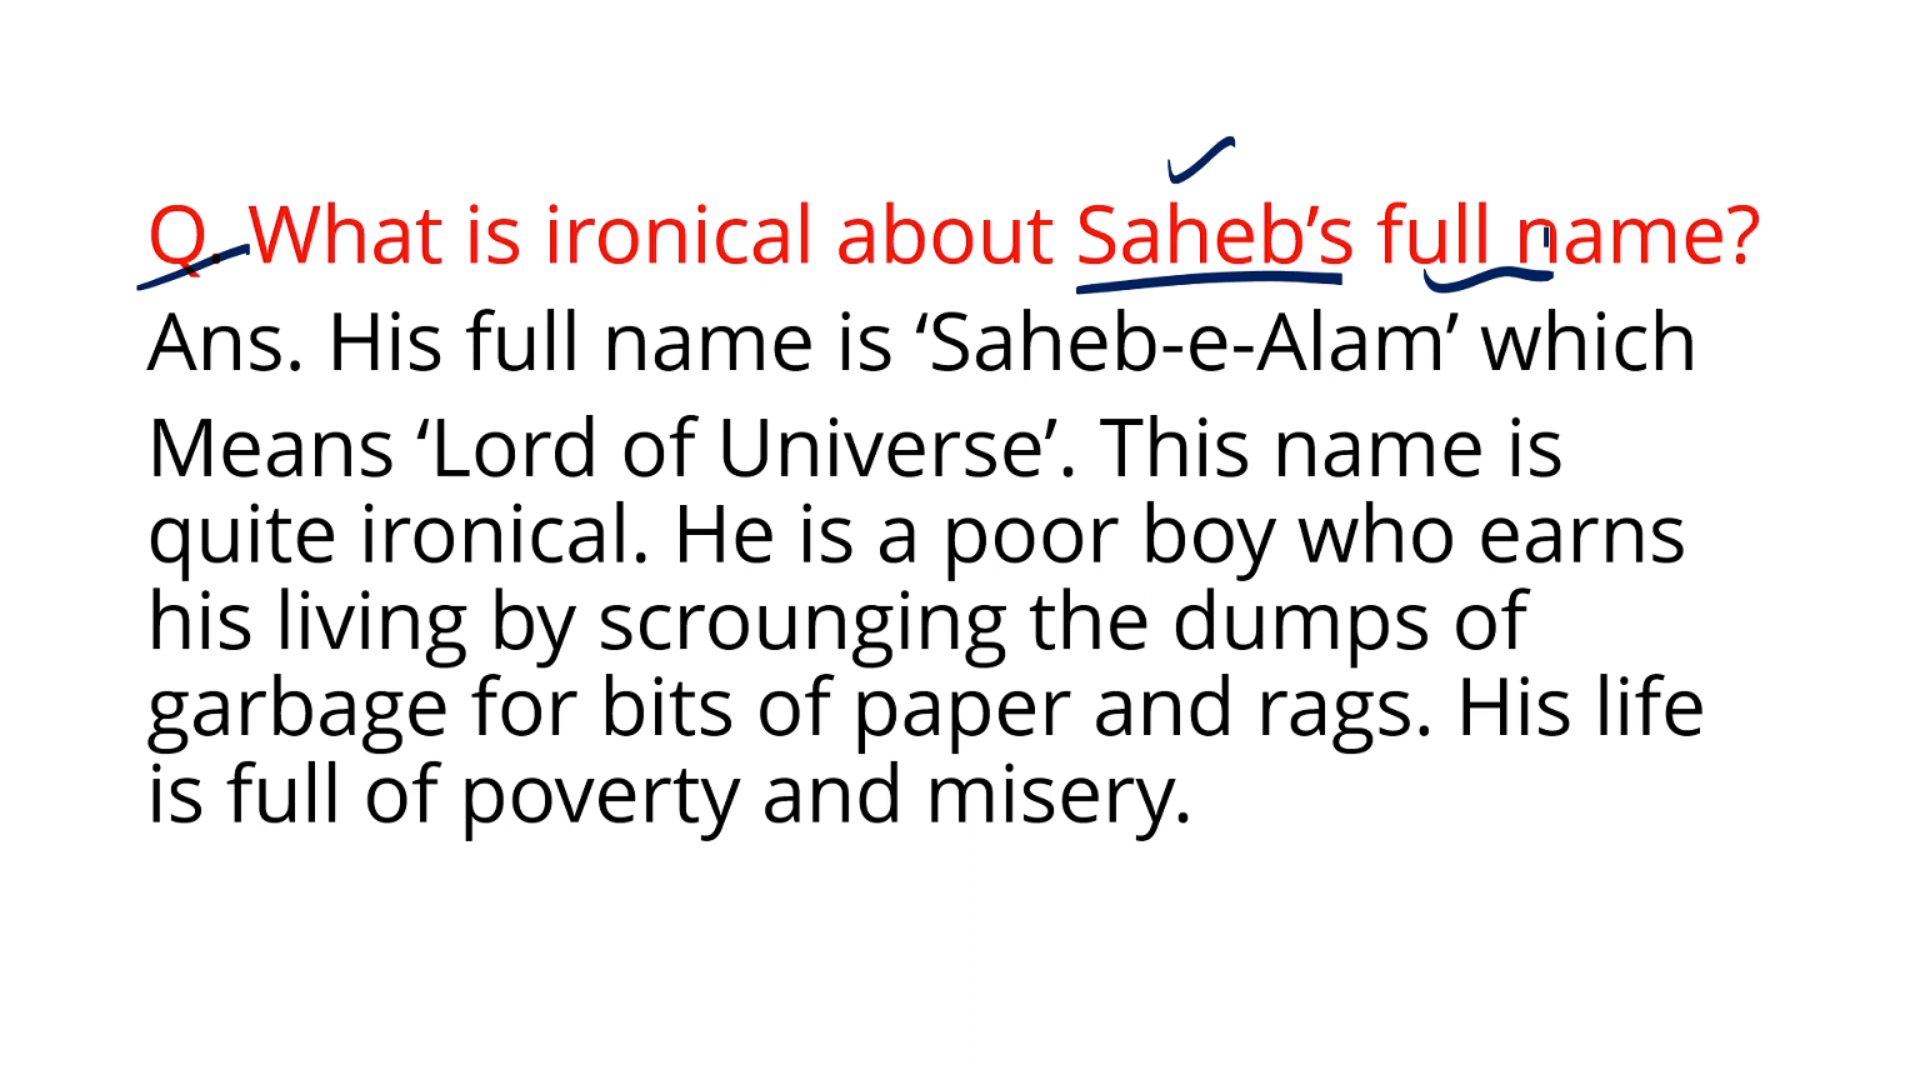 Q. What is ironical about Saheb’s full name?
Ans. His full name is ‘Saheb-e-Alam’ which
Means ‘Lord of Universe’. This name is
quite ironical. He is a poor boy who earns
his living by scrounging the dumps of
garbage for bits of paper and rags. His life
is full of poverty and misery.